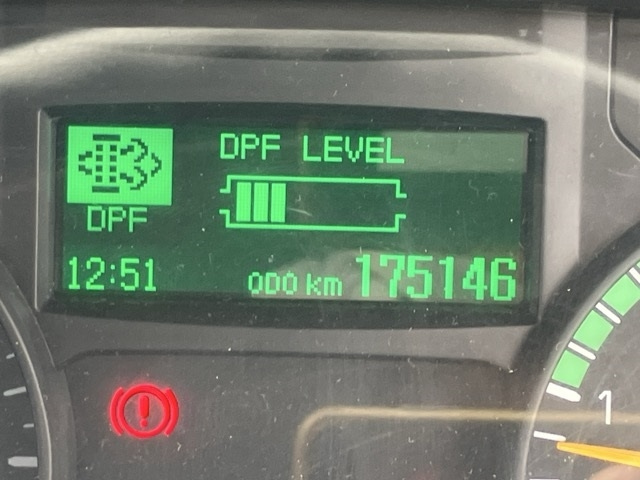 DPF LEVEL
DPF
12:51
ODO km 175146
1